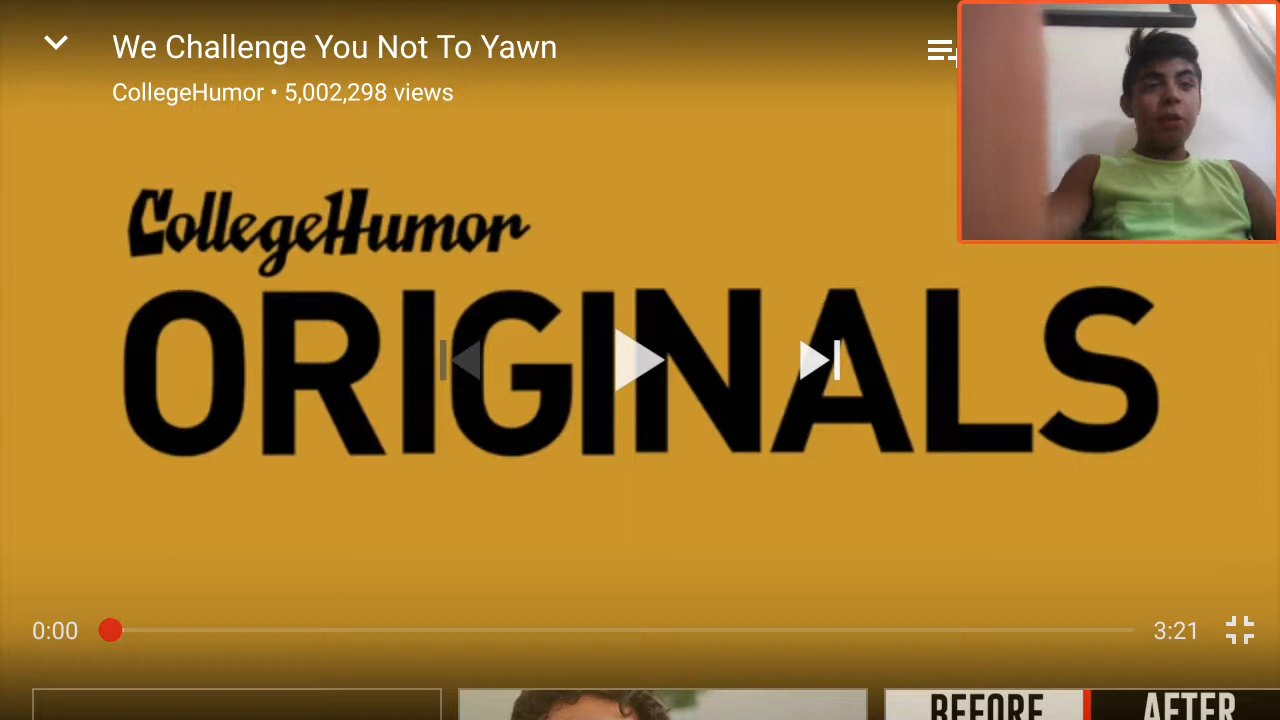 We Challenge You Not To Yawn
CollegeHumor • 5,002,298 views
CollegeHumor
ORIGINALS
0:00
3:21
BEFORE
AFTER